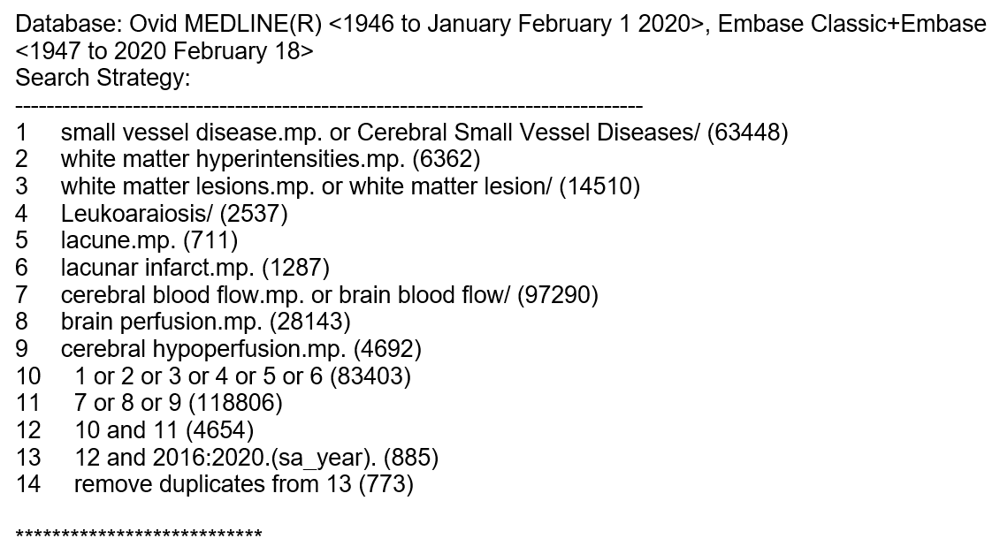 Database: Ovid MEDLINE(R) <1946 to January February 1 2020>, Embase Classic+Embase
<1947 to 2020 February 18>
Search Strategy:
--------------------------------------------------------------------------------
1 small vessel disease.mp. or Cerebral Small Vessel Diseases/ (63448)
2 white matter hyperintensities.mp. (6362)
3 white matter lesions.mp. or white matter lesion/ (14510)
4 Leukoaraiosis/ (2537)
5 lacune.mp. (711)
6 lacunar infarct.mp. (1287)
7 cerebral blood flow.mp. or brain blood flow/ (97290)
8 brain perfusion.mp. (28143)
9 cerebral hypoperfusion.mp. (4692)
10 1 or 2 or 3 or 4 or 5 or 6 (83403)
11 7 or 8 or 9 (118806)
12 10 and 11 (4654)
13 12 and 2016:2020.(sa_year). (885)
14 remove duplicates from 13 (773)
***************************